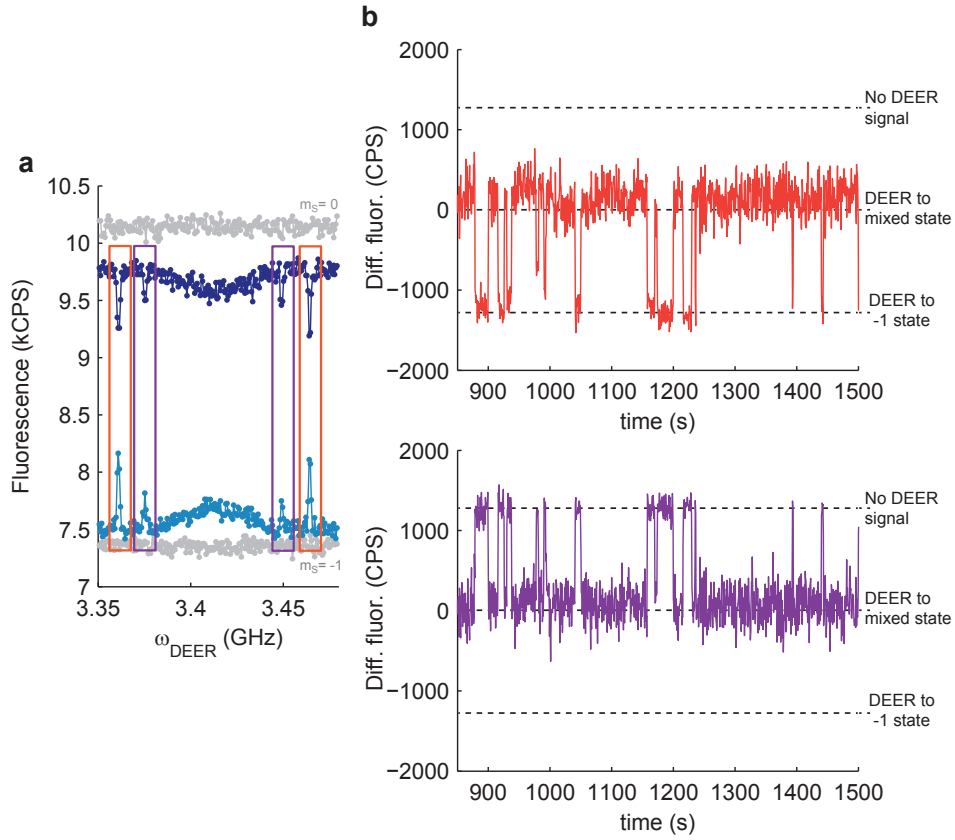 a
10.5
10
9.5
9
8.5
8
7.5
7
Fluorescence (kCPS)
mS= 0
mS= -1
3.35
3.4
3.45
ωDEER (GHz)
b
2000
1000
0
−1000
−2000
Diff. fluor. (CPS)
No DEER
signal
DEER to
mixed state
DEER to
-1 state
900
1000
1100
1200
1300
1400
1500
time (s)
2000
1000
0
−1000
−2000
Diff. fluor. (CPS)
No DEER
signal
DEER to
mixed state
DEER to
-1 state
900
1000
1100
1200
1300
1400
1500
time (s)